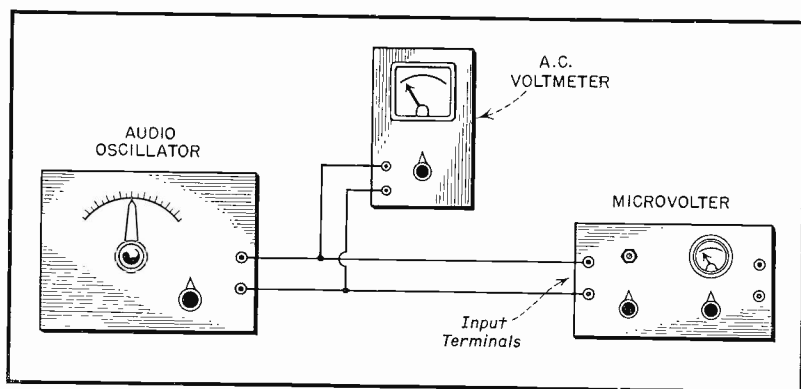 A.C.
VOLTMETER
AUDIO
OSCILLATOR
MICROVOLTER
Input
Terminals